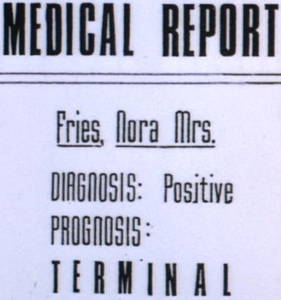 MEDICAL REPORT
Fries, Nora Mrs.
DIAGNOSIS: Positive
PROGNOSIS:
TERMINAL